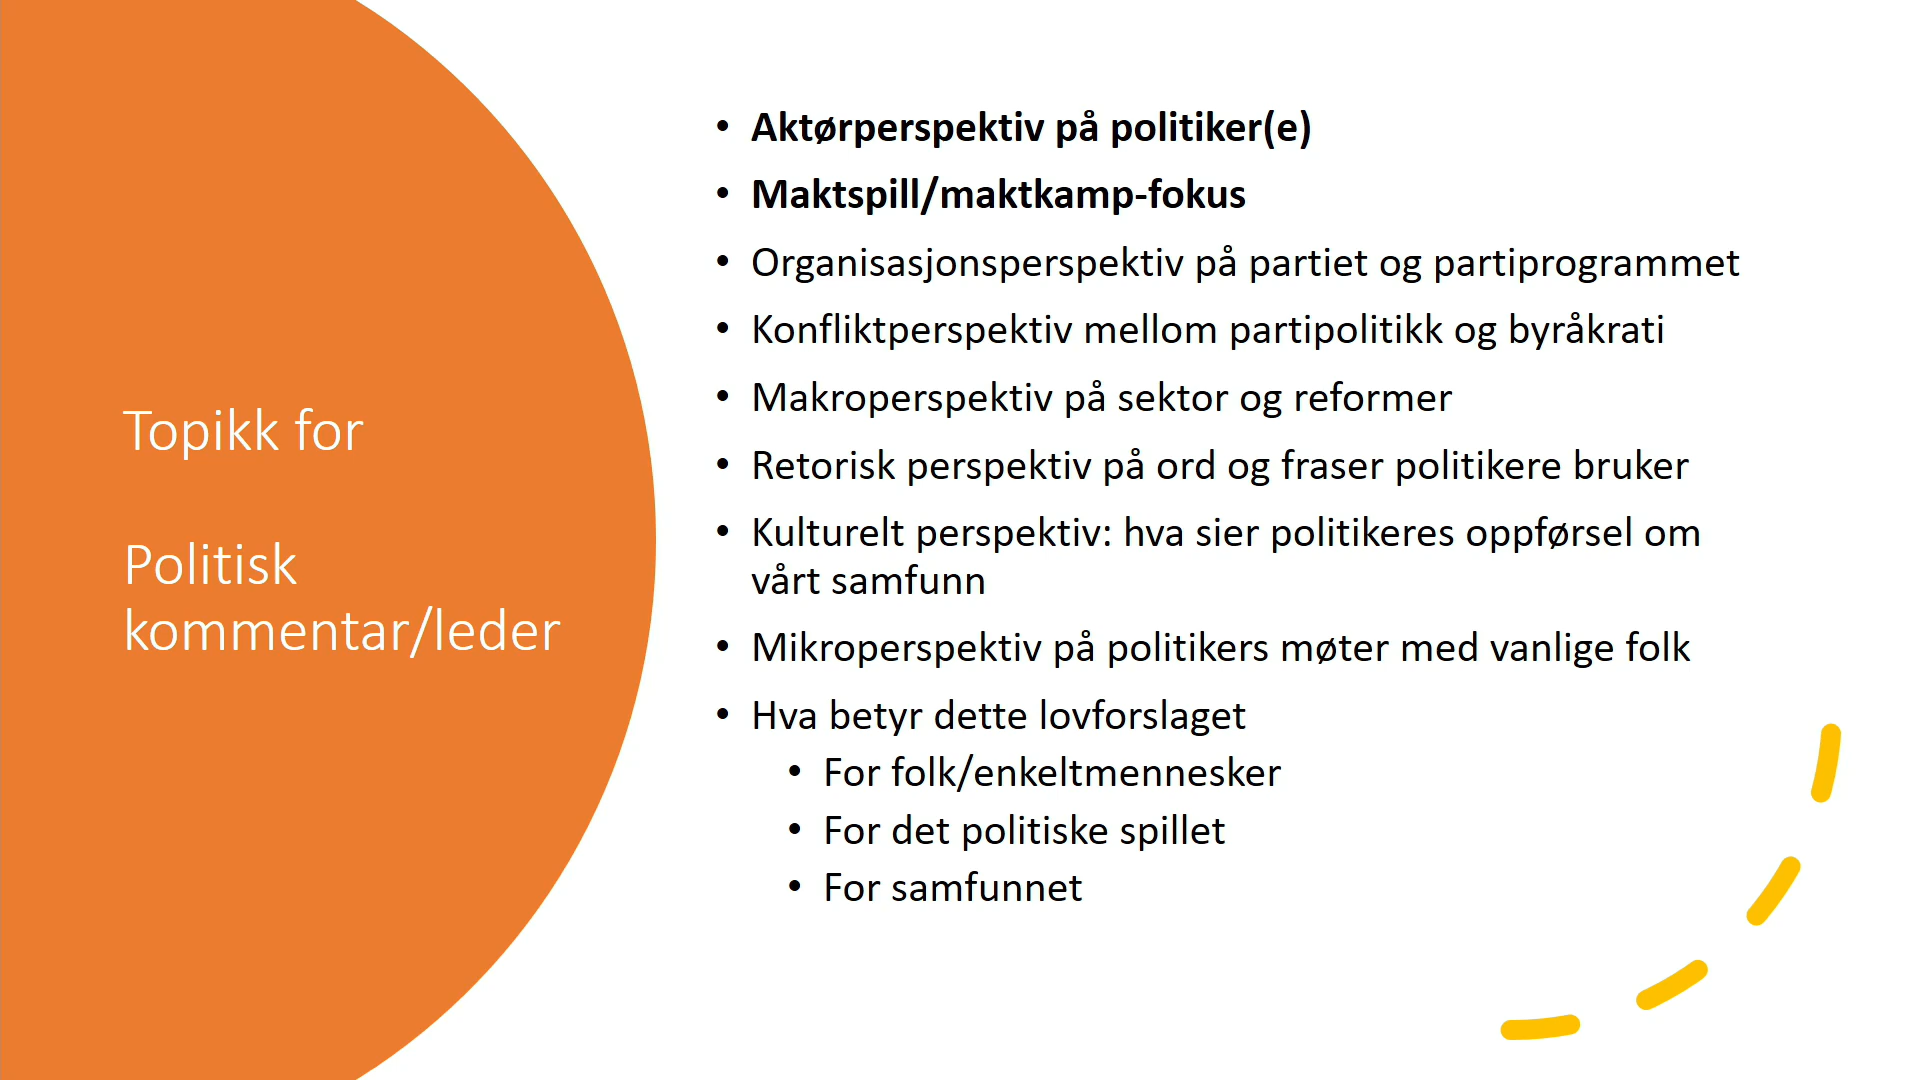 Topikk for
Politisk
kommentar/leder
• Aktørperspektiv på politiker(e)
• Maktspill/maktkamp-fokus
• Organisasjonsperspektiv på partiet og partiprogrammet
• Konfliktperspektiv mellom partipolitikk og byråkrati
• Makroperspektiv på sektor og reformer
• Retorisk perspektiv på ord og fraser politikere bruker
• Kulturelt perspektiv: hva sier politikeres oppførsel om
vårt samfunn
• Mikroperspektiv på politikers møter med vanlige folk
• Hva betyr dette lovforslaget
• For folk/enkeltmennesker
• For det politiske spillet
• For samfunnet